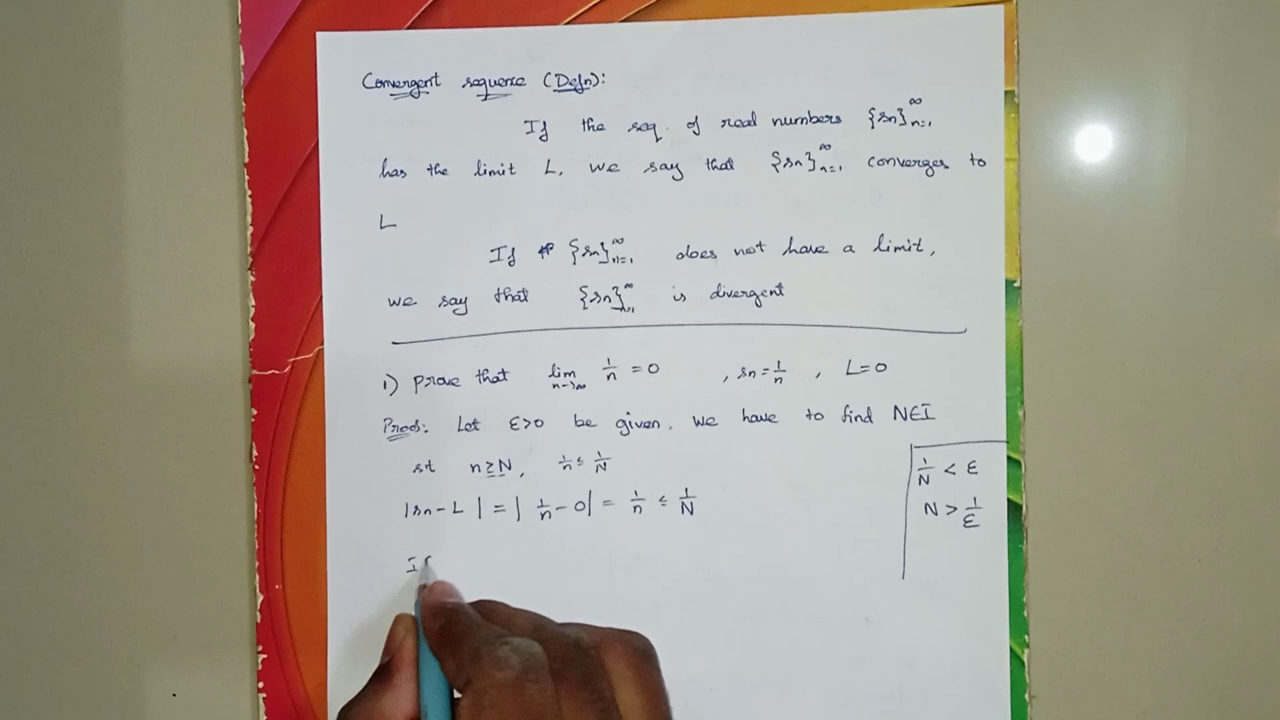 Convergent sequence (Defn):
If the seq. of real numbers {sn}∞n=1
has the limit L, we say that {sn}∞n=1 converges to
L
If {sn}∞n=1 does not have a limit,
we say that {sn}∞n=1 is divergent
1) prove that lim n→∞ 1/n = 0 , sn = 1/n , L=0
Proof: Let ε>0 be given. we have to find N∈I
st n≥N, 1/n ≤ 1/N
|sn - L| = |1/n - 0| = 1/n ≤ 1/N
1/N < ε
N > 1/ε
If